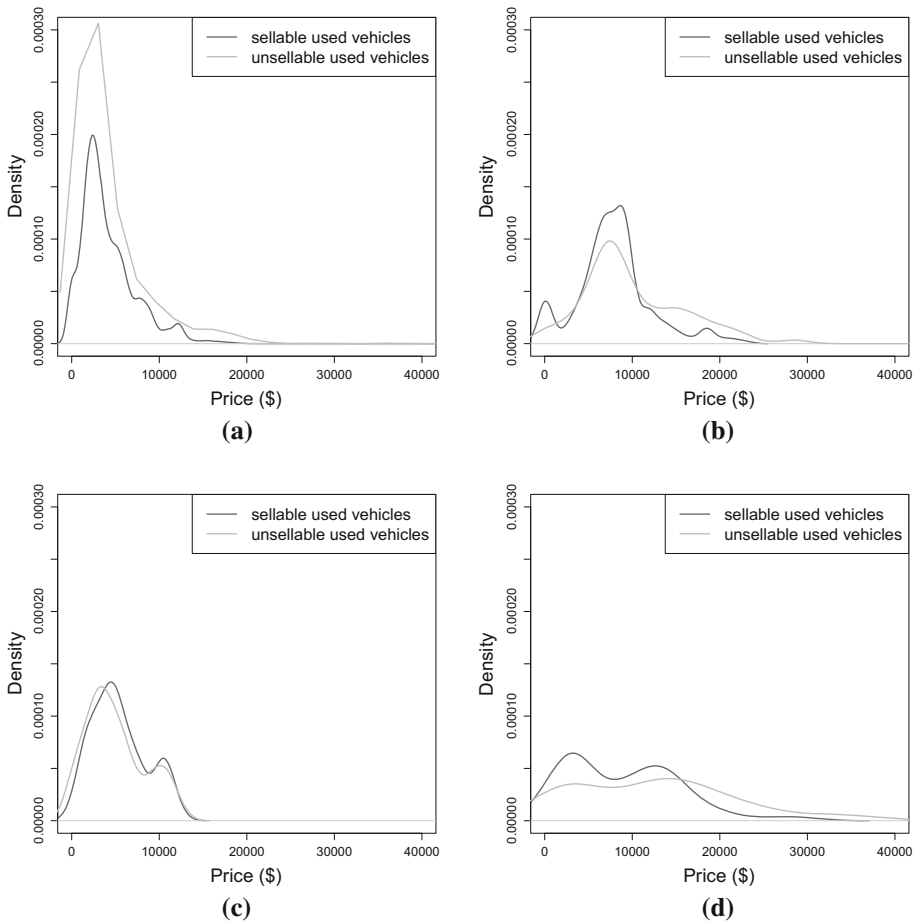 sellable used vehicles
unsellable used vehicles
Density
0.00000 0.00010 0.00020 0.00030
0 10000 20000 30000 40000
Price ($)
(a)
sellable used vehicles
unsellable used vehicles
Density
0.00000 0.00010 0.00020 0.00030
0 10000 20000 30000 40000
Price ($)
(b)
sellable used vehicles
unsellable used vehicles
Density
0.00000 0.00010 0.00020 0.00030
0 10000 20000 30000 40000
Price ($)
(c)
sellable used vehicles
unsellable used vehicles
Density
0.00000 0.00010 0.00020 0.00030
0 10000 20000 30000 40000
Price ($)
(d)